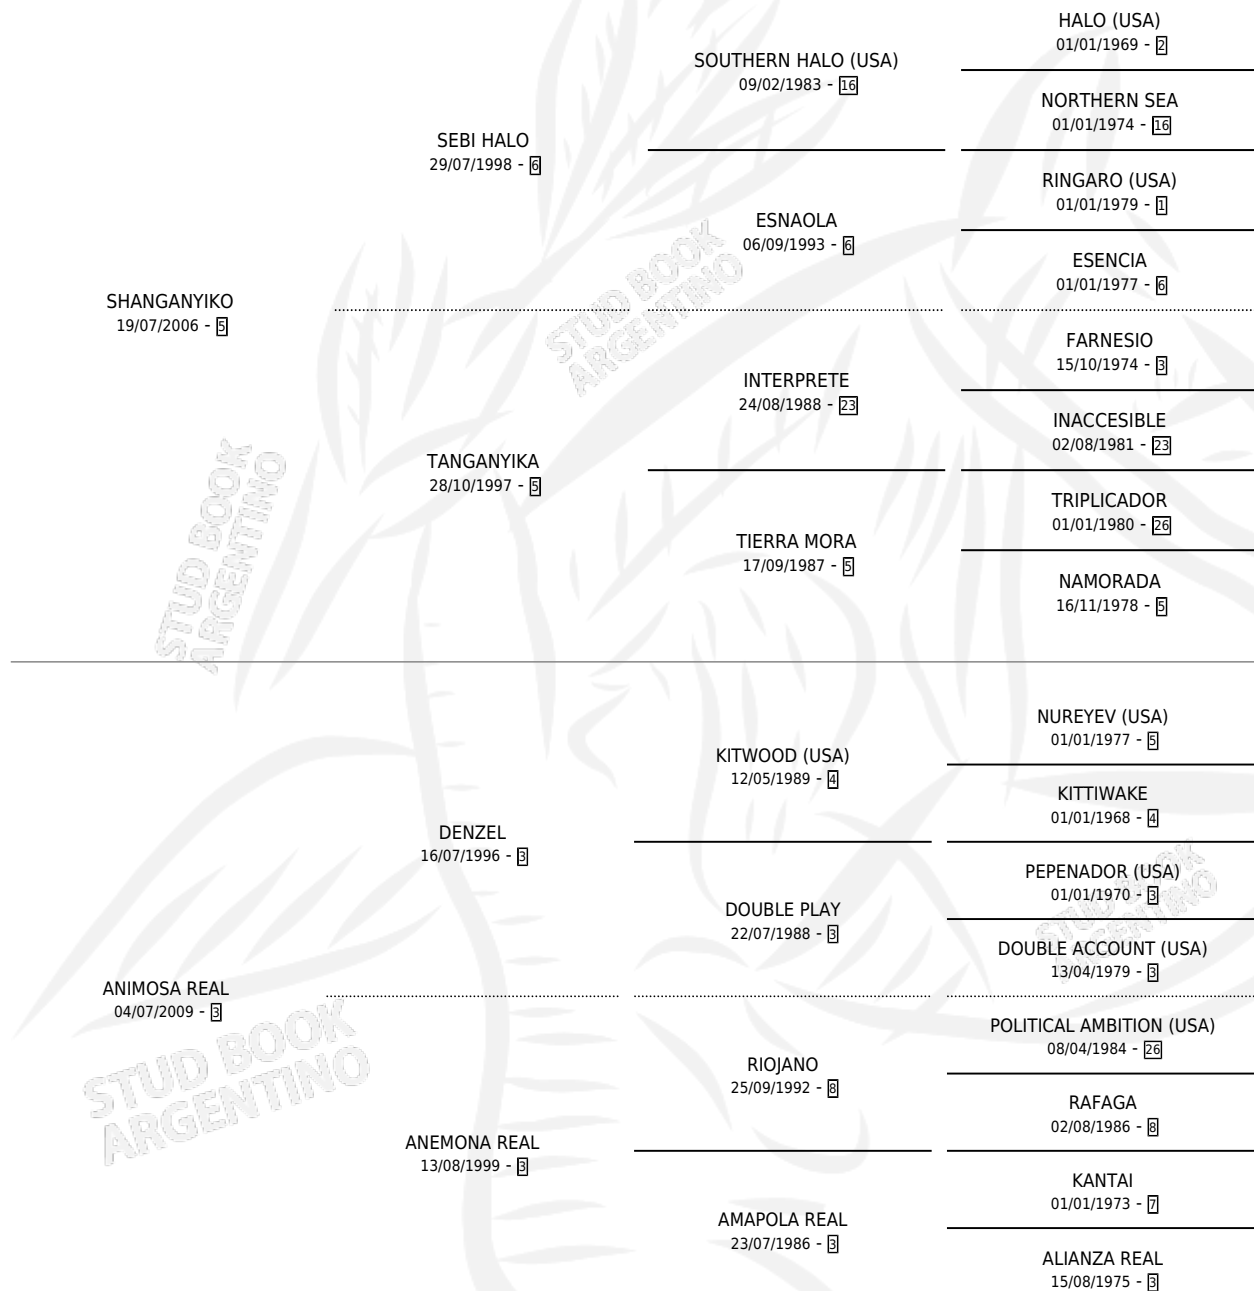 HALO (USA)
01/01/1969 - 2
SOUTHERN HALO (USA)
09/02/1983 - 16
NORTHERN SEA
01/01/1974 - 16
SEBI HALO
29/07/1998 - 6
RINGARO (USA)
01/01/1979 - 1
ESNAOLA
06/09/1993 - 6
ESENCIA
01/01/1977 - 6
SHANGANYIKO
19/07/2006 - 5
FARNESIO
15/10/1974 - 3
INTERPRETE
24/08/1988 - 23
INACCESIBLE
02/08/1981 - 23
TANGANYIKA
28/10/1997 - 5
TRIPLICADOR
01/01/1980 - 26
TIERRA MORA
17/09/1987 - 5
NAMORADA
16/11/1978 - 5
NUREYEV (USA)
01/01/1977 - 5
KITWOOD (USA)
12/05/1989 - 4
KITTIWAKE
01/01/1968 - 4
DENZEL
16/07/1996 - 3
PEPENADOR (USA)
01/01/1970 - 3
DOUBLE PLAY
22/07/1988 - 3
DOUBLE ACCOUNT (USA)
13/04/1979 - 3
ANIMOSA REAL
04/07/2009 - 3
POLITICAL AMBITION (USA)
08/04/1984 - 26
RIOJANO
25/09/1992 - 8
RAFAGA
02/08/1986 - 8
ANEMONA REAL
13/08/1999 - 3
KANTAI
01/01/1973 - 7
AMAPOLA REAL
23/07/1986 - 3
ALIANZA REAL
15/08/1975 - 3
STUD BOOK
ARGENTINO
STUD BOOK
ARGENTINO
STUD BOOK
ARGENTINO
STUD BOOK
ARGENTINO